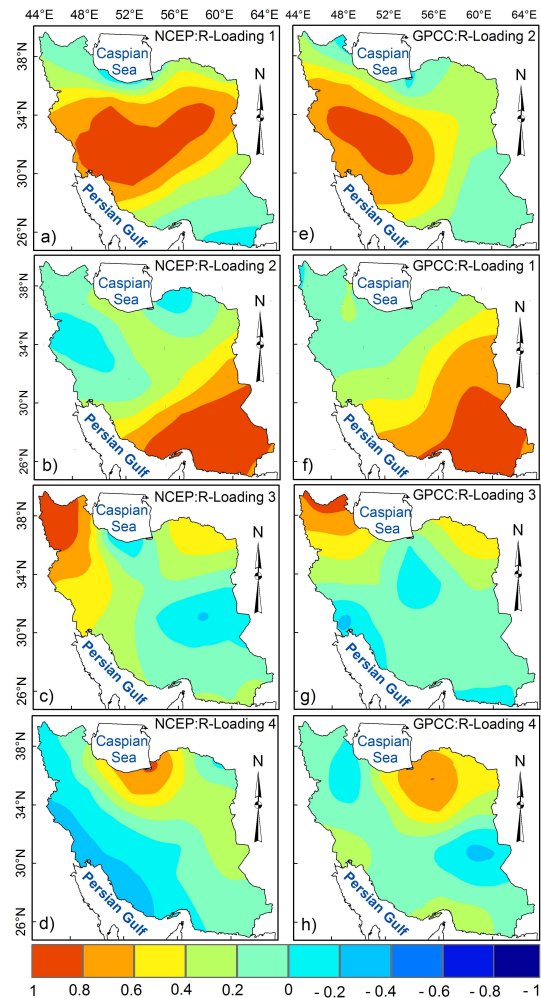 44°E 48°E 52°E 56°E 60°E 64°E 44°E 48°E 52°E 56°E 60°E 64°E
38°N 34°N 30°N 26°N
NCEP:R-Loading 1
Caspian
Sea
N
Persian Gulf
a)
GPCC:R-Loading 2
Caspian
Sea
N
Persian Gulf
e)
38°N 34°N 30°N 26°N
NCEP:R-Loading 2
Caspian
Sea
N
Persian Gulf
b)
GPCC:R-Loading 1
Caspian
Sea
N
Persian Gulf
f)
38°N 34°N 30°N 26°N
NCEP:R-Loading 3
Caspian
Sea
N
Persian Gulf
c)
GPCC:R-Loading 3
Caspian
Sea
N
Persian Gulf
g)
38°N 34°N 30°N 26°N
NCEP:R-Loading 4
Caspian
Sea
N
Persian Gulf
d)
GPCC:R-Loading 4
Caspian
Sea
N
Persian Gulf
h)
1 0.8 0.6 0.4 0.2 0 - 0.2 - 0.4 - 0.6 - 0.8 - 1